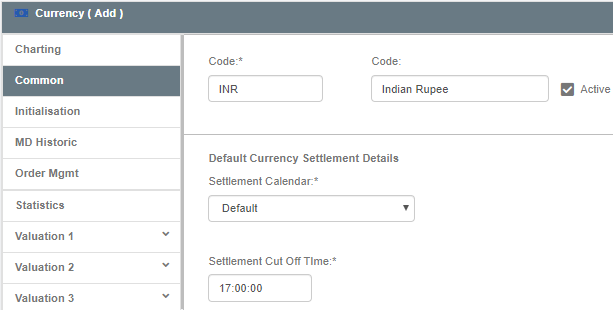 Currency ( Add )
Charting
Common
Initialisation
MD Historic
Order Mgmt
Statistics
Valuation 1
Valuation 2
Valuation 3
Code:* Code:
INR Indian Rupee Active
Default Currency Settlement Details
Settlement Calendar:*
Default
Settlement Cut Off TIme:*
17:00:00